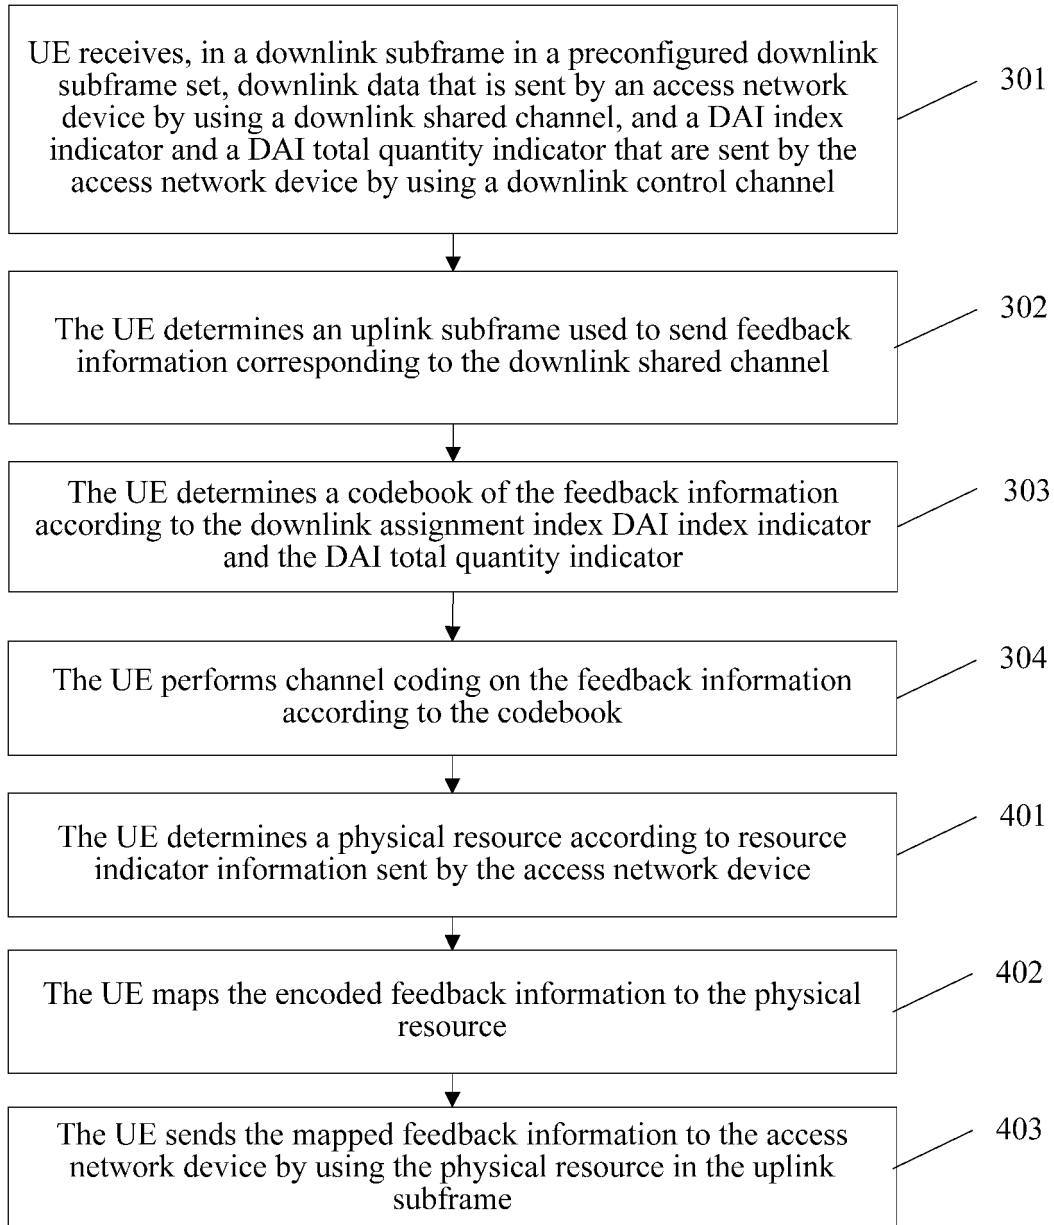 UE receives, in a downlink subframe in a preconfigured downlink
subframe set, downlink data that is sent by an access network
device by using a downlink shared channel, and a DAI index
indicator and a DAI total quantity indicator that are sent by the
access network device by using a downlink control channel
301
The UE determines an uplink subframe used to send feedback
information corresponding to the downlink shared channel
302
The UE determines a codebook of the feedback information
according to the downlink assignment index DAI index indicator
and the DAI total quantity indicator
303
The UE performs channel coding on the feedback information
according to the codebook
304
The UE determines a physical resource according to resource
indicator information sent by the access network device
401
The UE maps the encoded feedback information to the physical
resource
402
The UE sends the mapped feedback information to the access
network device by using the physical resource in the uplink
subframe
403